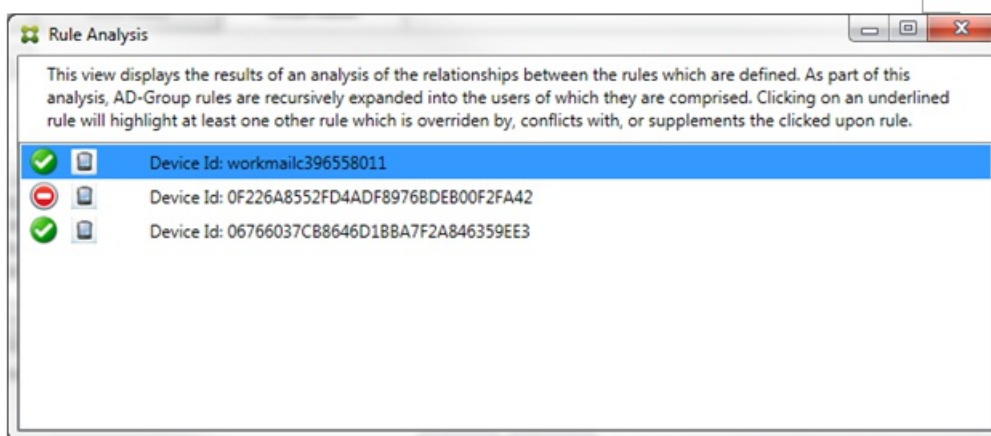 Rule Analysis
This view displays the results of an analysis of the relationships between the rules which are defined. As part of this
analysis, AD-Group rules are recursively expanded into the users of which they are comprised. Clicking on an underlined
rule will highlight at least one other rule which is overriden by, conflicts with, or supplements the clicked upon rule.
Device Id: workmailc396558011
Device Id: 0F226A8552FD4ADF8976BDEB00F2FA42
Device Id: 06766037CB8646D1BBA7F2A846359EE3